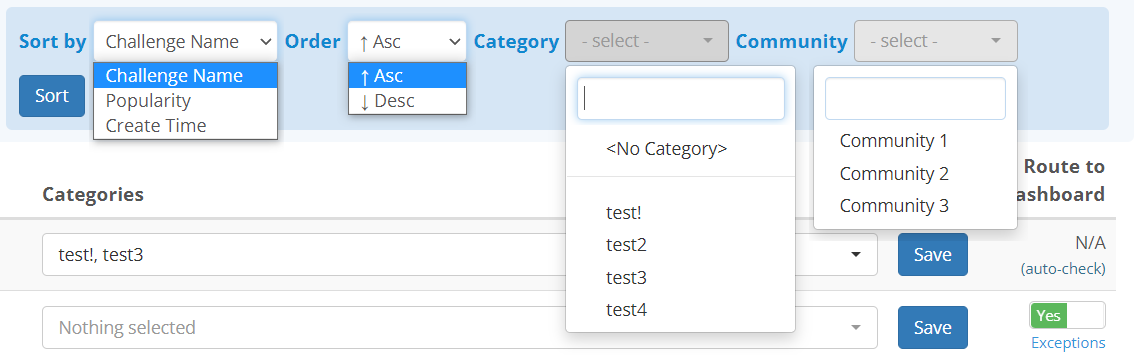 Sort by Challenge Name Order ↑ Asc Category - select - Community - select -
Sort
Challenge Name
Popularity
Create Time
↑ Asc
↓ Desc
<No Category>
test!
test2
test3
test4
Community 1
Community 2
Community 3
Categories
Route to
ashboard
test!, test3 Save N/A
(auto-check)
Nothing selected Save Yes
Exceptions